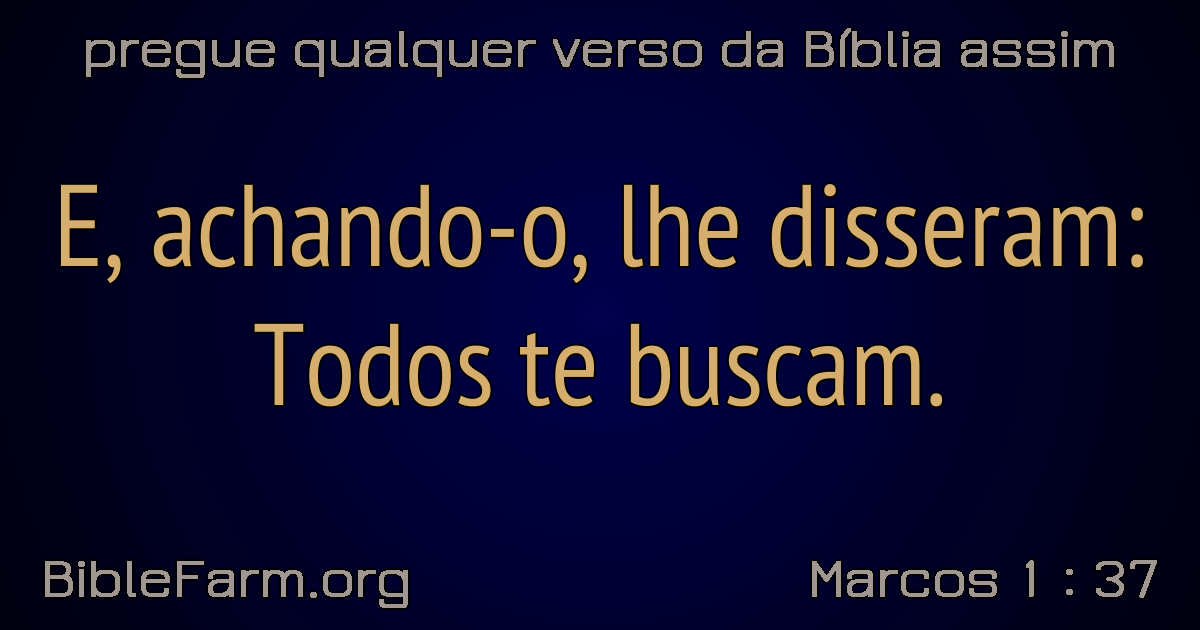 pregue qualquer verso da Bíblia assim
E, achando-o, lhe disseram:
Todos te buscam.
BibleFarm.org
Marcos 1 : 37